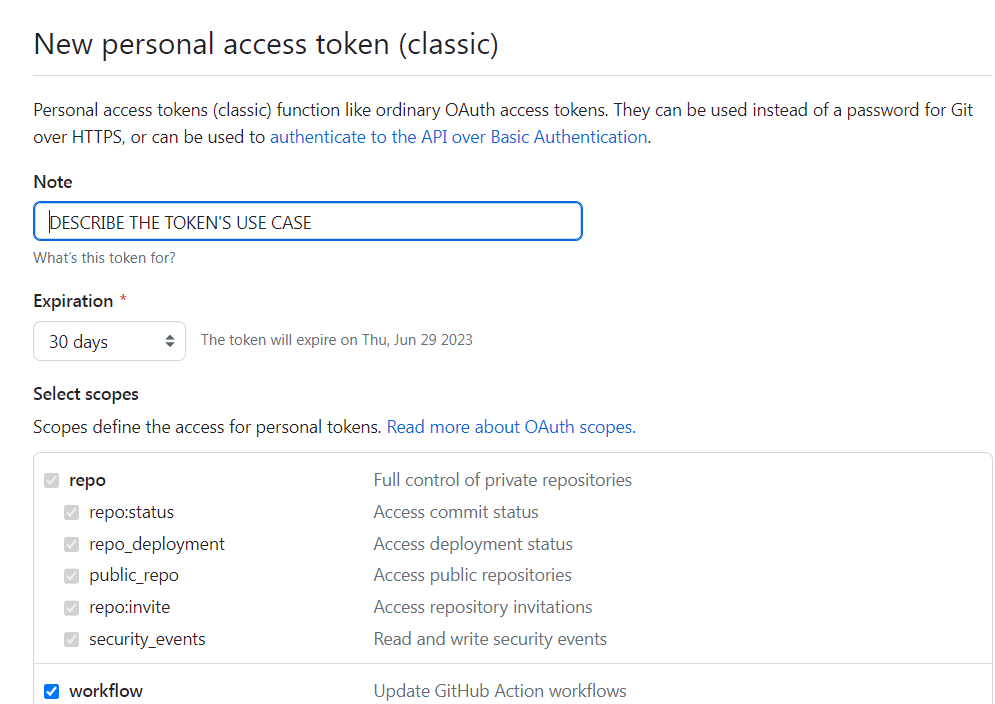 New personal access token (classic)
Personal access tokens (classic) function like ordinary OAuth access tokens. They can be used instead of a password for Git
over HTTPS, or can be used to authenticate to the API over Basic Authentication.
Note
DESCRIBE THE TOKEN'S USE CASE
What's this token for?
Expiration *
30 days The token will expire on Thu, Jun 29 2023
Select scopes
Scopes define the access for personal tokens. Read more about OAuth scopes.
repo Full control of private repositories
repo:status Access commit status
repo_deployment Access deployment status
public_repo Access public repositories
repo:invite Access repository invitations
security_events Read and write security events
workflow Update GitHub Action workflows